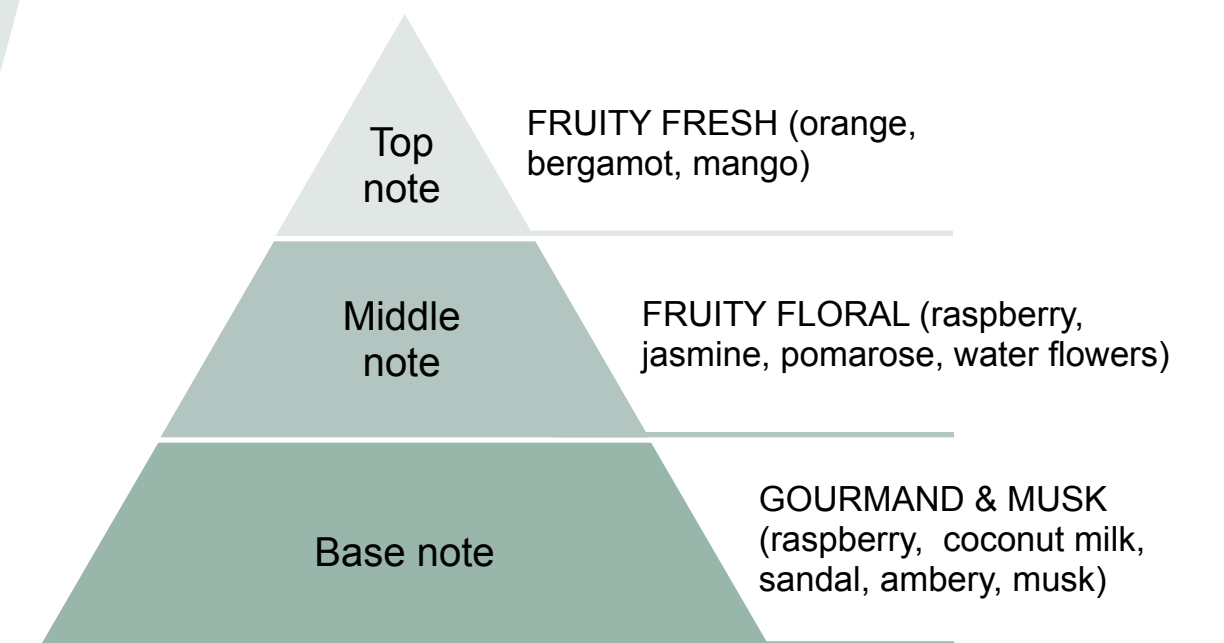 Top
note
FRUITY FRESH (orange,
bergamot, mango)
Middle
note
FRUITY FLORAL (raspberry,
jasmine, pomarose, water flowers)
Base note
GOURMAND & MUSK
(raspberry,  coconut milk,
sandal, ambery, musk)